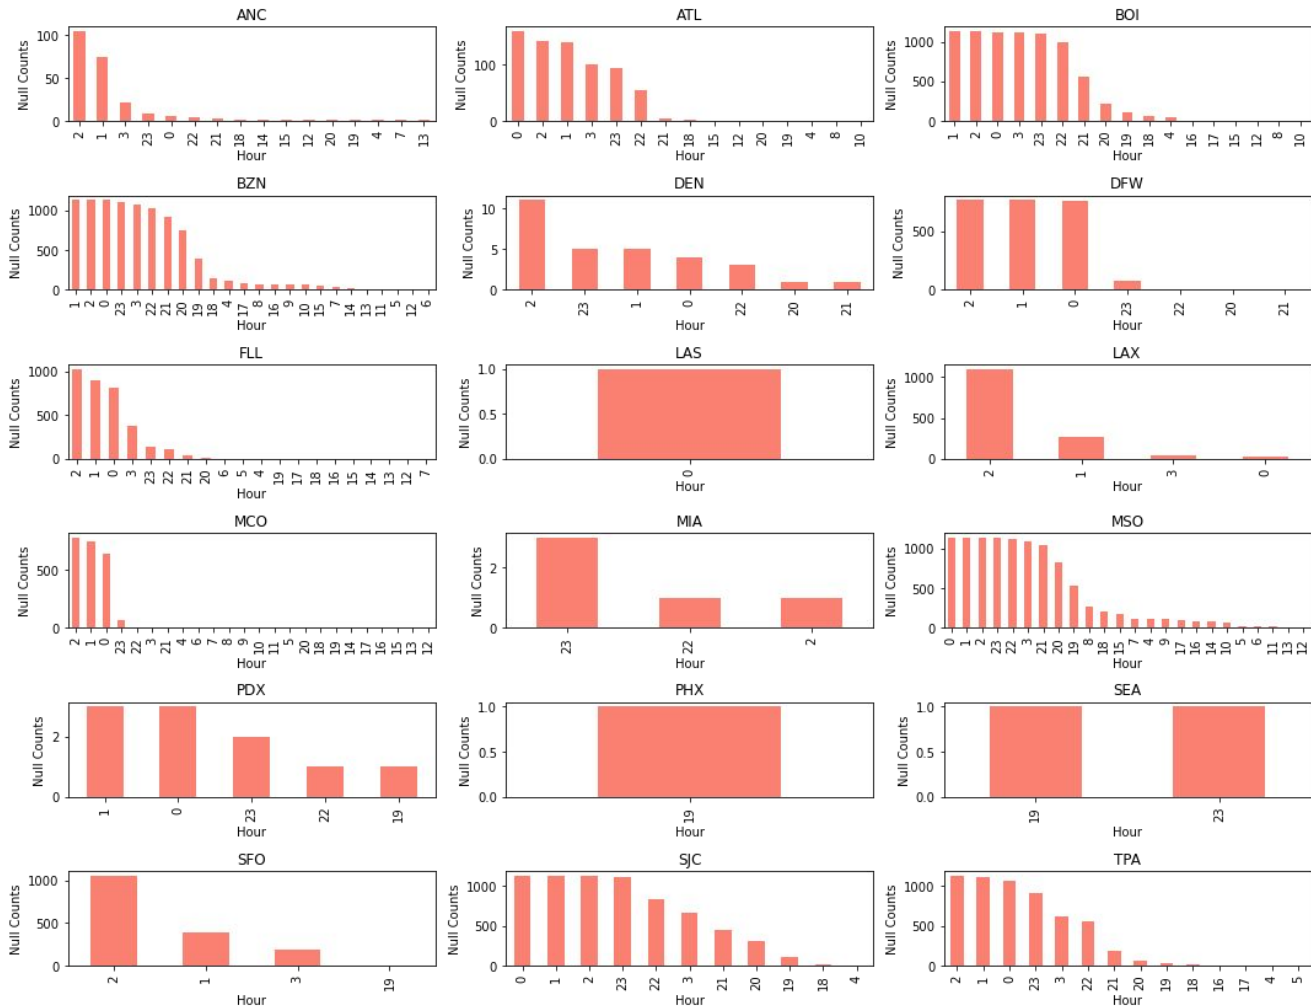 ANC
Null Counts
100
50
0
2 1 3 23 0 22 21 18 14 15 12 20 19 4 7 13
Hour
ATL
Null Counts
100
0
0 2 1 3 23 22 21 18 15 12 20 19 4 8 10
Hour
BOI
Null Counts
1000
500
0
1 2 0 3 23 22 21 20 19 18 4 16 17 15 12 8 10
Hour
BZN
Null Counts
1000
500
0
1 2 0 23 3 22 21 20 19 18 4 17 8 16 9 10 15 7 14 13 11 5 12 6
Hour
DEN
Null Counts
10
5
0
2 23 1 0 22 20 21
Hour
DFW
Null Counts
500
0
2 1 0 23 22 20 21
Hour
FLL
Null Counts
1000
500
0
2 1 0 3 23 22 21 20 6 5 4 19 17 18 16 15 14 13 12 7
Hour
LAS
Null Counts
1.0
0.5
0.0
0
Hour
LAX
Null Counts
1000
500
0
2 1 3 0
Hour
MCO
Null Counts
500
0
2 1 0 23 22 3 21 4 6 7 8 9 10 11 5 20 18 19 14 17 16 15 13 12
Hour
MIA
Null Counts
2
0
23 22 2
Hour
MSO
Null Counts
1000
500
0
0 1 2 23 22 3 21 20 19 8 18 15 7 4 9 17 16 14 10 5 6 11 13 12
Hour
PDX
Null Counts
2
0
1 0 23 22 19
Hour
PHX
Null Counts
1.0
0.5
0.0
19
Hour
SEA
Null Counts
1.0
0.5
0.0
19 23
Hour
SFO
Null Counts
1000
500
0
2 1 3 19
Hour
SJC
Null Counts
1000
500
0
0 1 2 23 22 3 21 20 19 18 4
Hour
TPA
Null Counts
1000
500
0
2 1 0 23 3 22 21 20 19 18 16 17 4 5
Hour